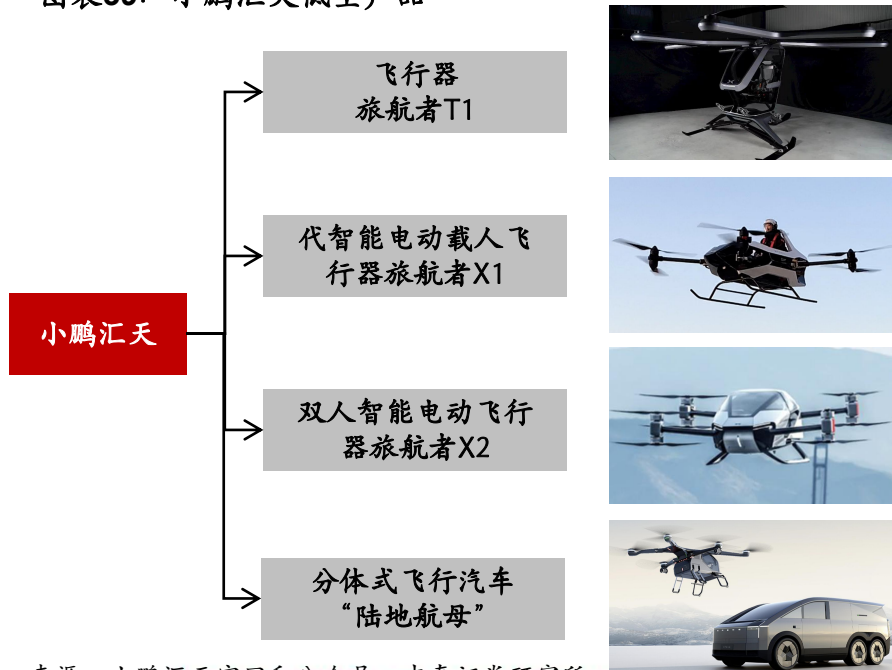 飞行器
旅航者T1
代智能电动载人飞
行器旅航者X1
小鹏汇天
双人智能电动飞行
器旅航者X2
分体式飞行汽车
“陆地航母”